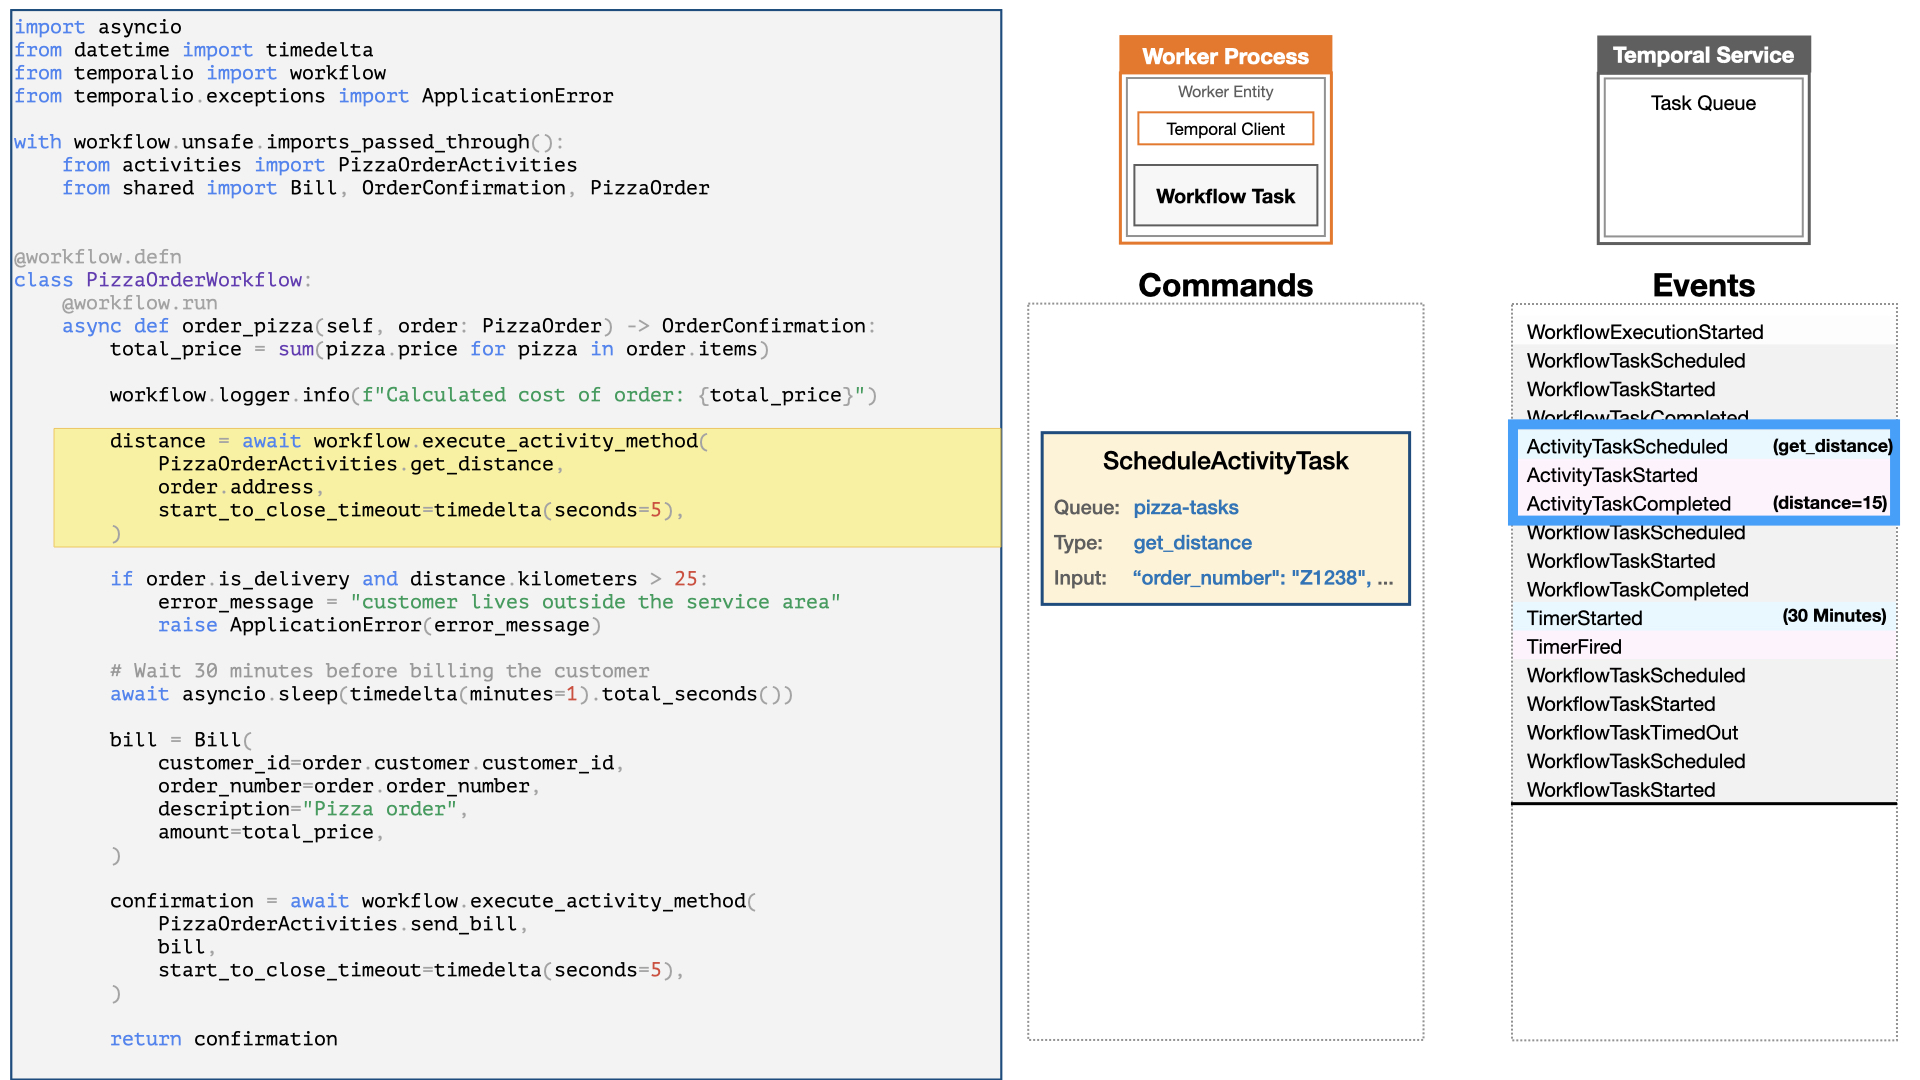 import asyncio
from datetime import timedelta
from temporalio import workflow
from temporalio.exceptions import ApplicationError
with workflow.unsafe.imports_passed_through():
    from activities import PizzaOrderActivities
    from shared import Bill, OrderConfirmation, PizzaOrder
@workflow.defn
class PizzaOrderWorkflow:
    @workflow.run
    async def order_pizza(self, order: PizzaOrder) -> OrderConfirmation:
        total_price = sum(pizza.price for pizza in order.items)
        workflow.logger.info(f"Calculated cost of order: {total_price}")
        distance = await workflow.execute_activity_method(
            PizzaOrderActivities.get_distance,
            order.address,
            start_to_close_timeout=timedelta(seconds=5),
        )
        if order.is_delivery and distance.kilometers > 25:
            error_message = "customer lives outside the service area"
            raise ApplicationError(error_message)
        # Wait 30 minutes before billing the customer
        await asyncio.sleep(timedelta(minutes=1).total_seconds())
        bill = Bill(
            customer_id=order.customer.customer_id,
            order_number=order.order_number,
            description="Pizza order",
            amount=total_price,
        )
        confirmation = await workflow.execute_activity_method(
            PizzaOrderActivities.send_bill,
            bill,
            start_to_close_timeout=timedelta(seconds=5),
        )
        return confirmation
Worker Process
Worker Entity
Temporal Client
Workflow Task
Commands
ScheduleActivityTask
Queue: pizza-tasks
Type: get_distance
Input: “order_number": "Z1238", ...
Temporal Service
Task Queue
Events
WorkflowExecutionStarted
WorkflowTaskScheduled
WorkflowTaskStarted
WorkflowTaskCompleted
ActivityTaskScheduled (get_distance)
ActivityTaskStarted
ActivityTaskCompleted (distance=15)
WorkflowTaskScheduled
WorkflowTaskStarted
WorkflowTaskCompleted
TimerStarted (30 Minutes)
TimerFired
WorkflowTaskScheduled
WorkflowTaskStarted
WorkflowTaskTimedOut
WorkflowTaskScheduled
WorkflowTaskStarted